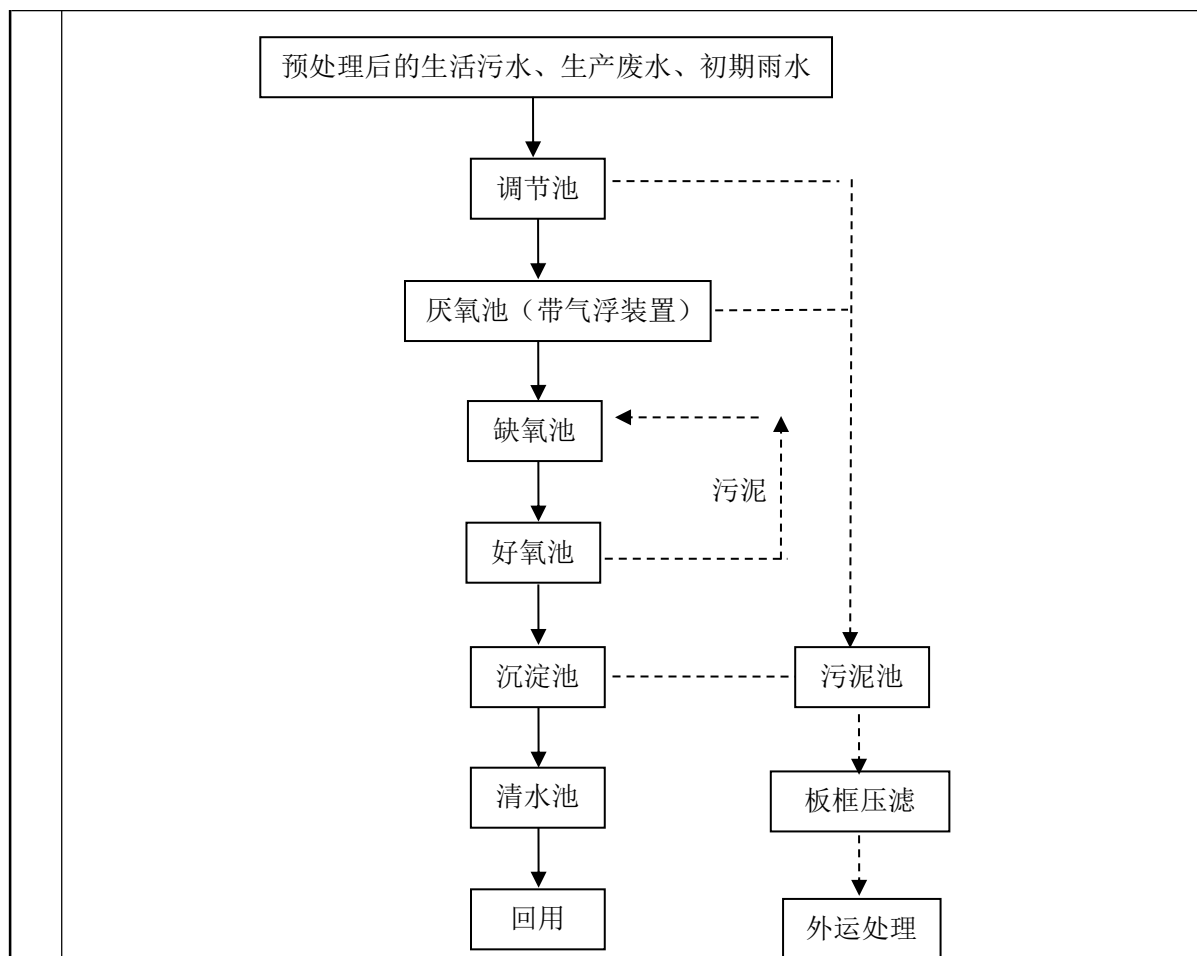 预处理后的生活污水、生产废水、初期雨水
调节池
厌氧池（带气浮装置）
缺氧池
污泥
好氧池
沉淀池
污泥池
清水池
板框压滤
回用
外运处理